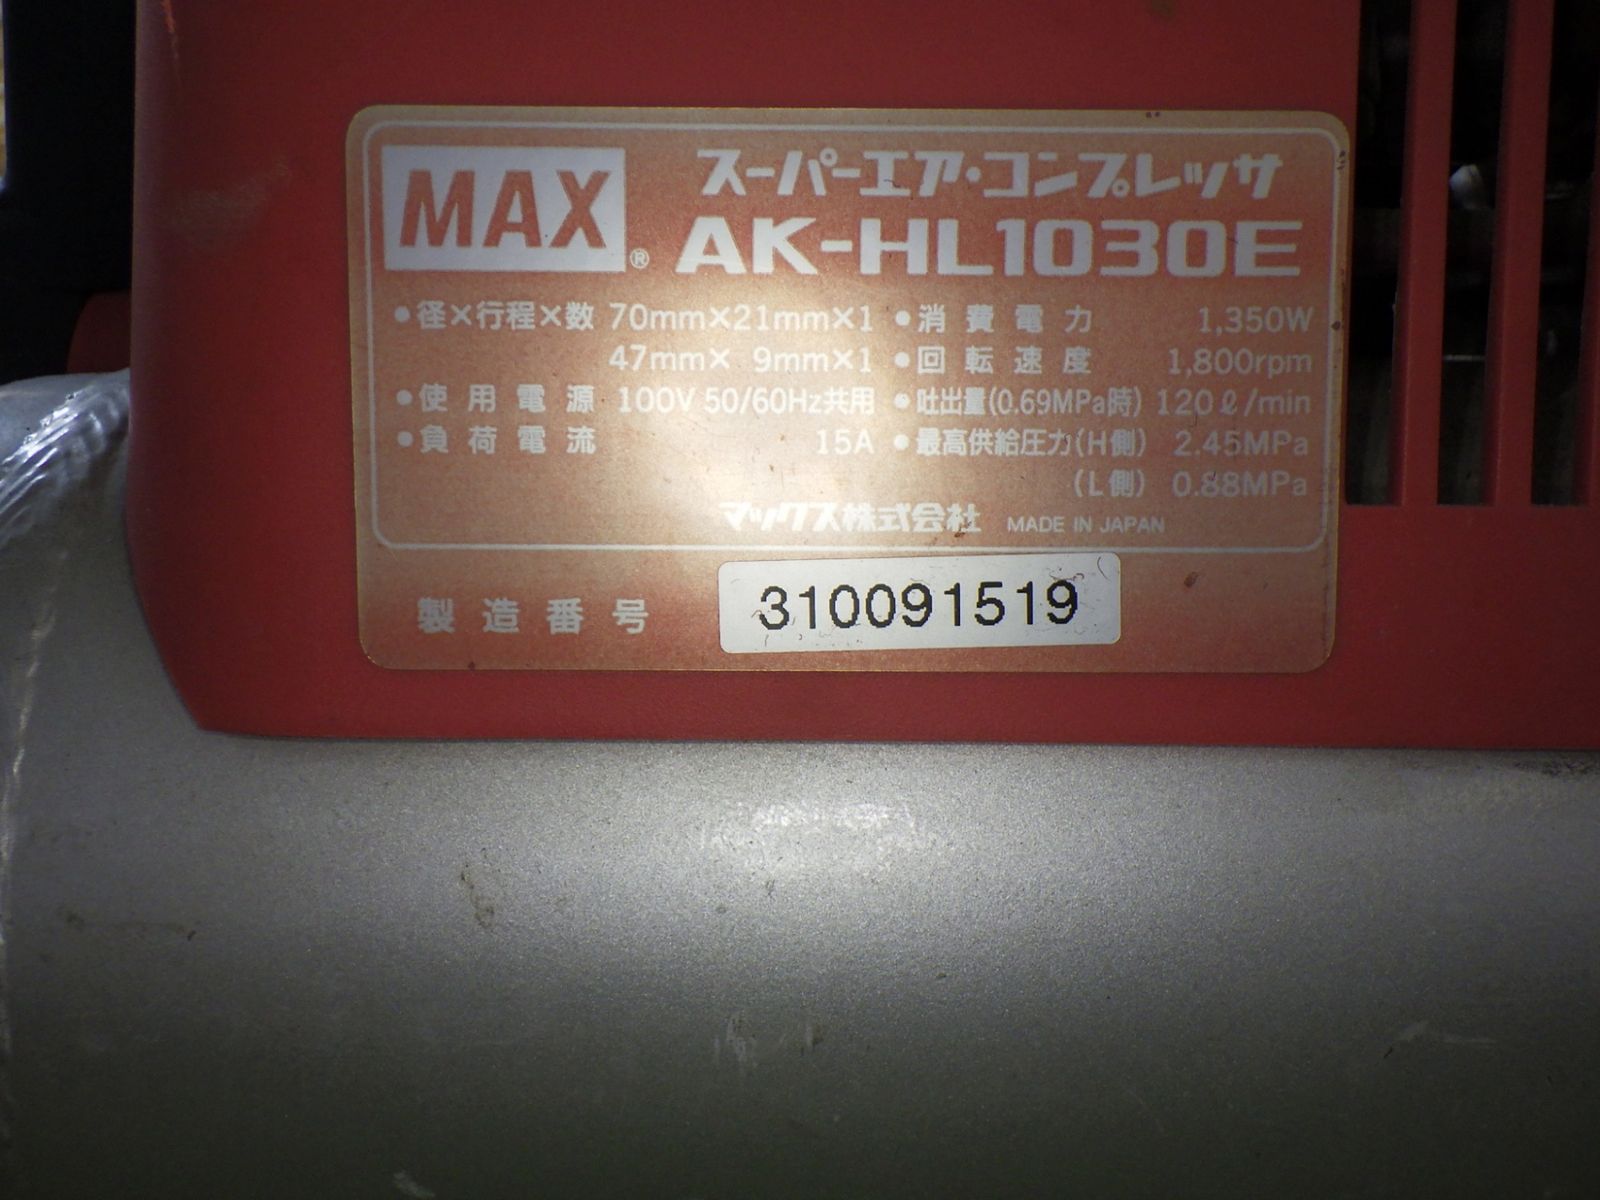 MAX®
スーパーエア・コンプレッサ
AK-HL1030E
●径×行程×数 70mm×21mm×1
47mm× 9mm×1
●使用電源 100V 50/60Hz共用
●負荷電流 15A
●消費電力 1,350W
●回転速度 1,800rpm
●吐出量(0.69MPa時) 120ℓ/min
●最高供給圧力(H側) 2.45MPa
(L側) 0.88MPa
マックス株式会社 MADE IN JAPAN
製造番号 310091519